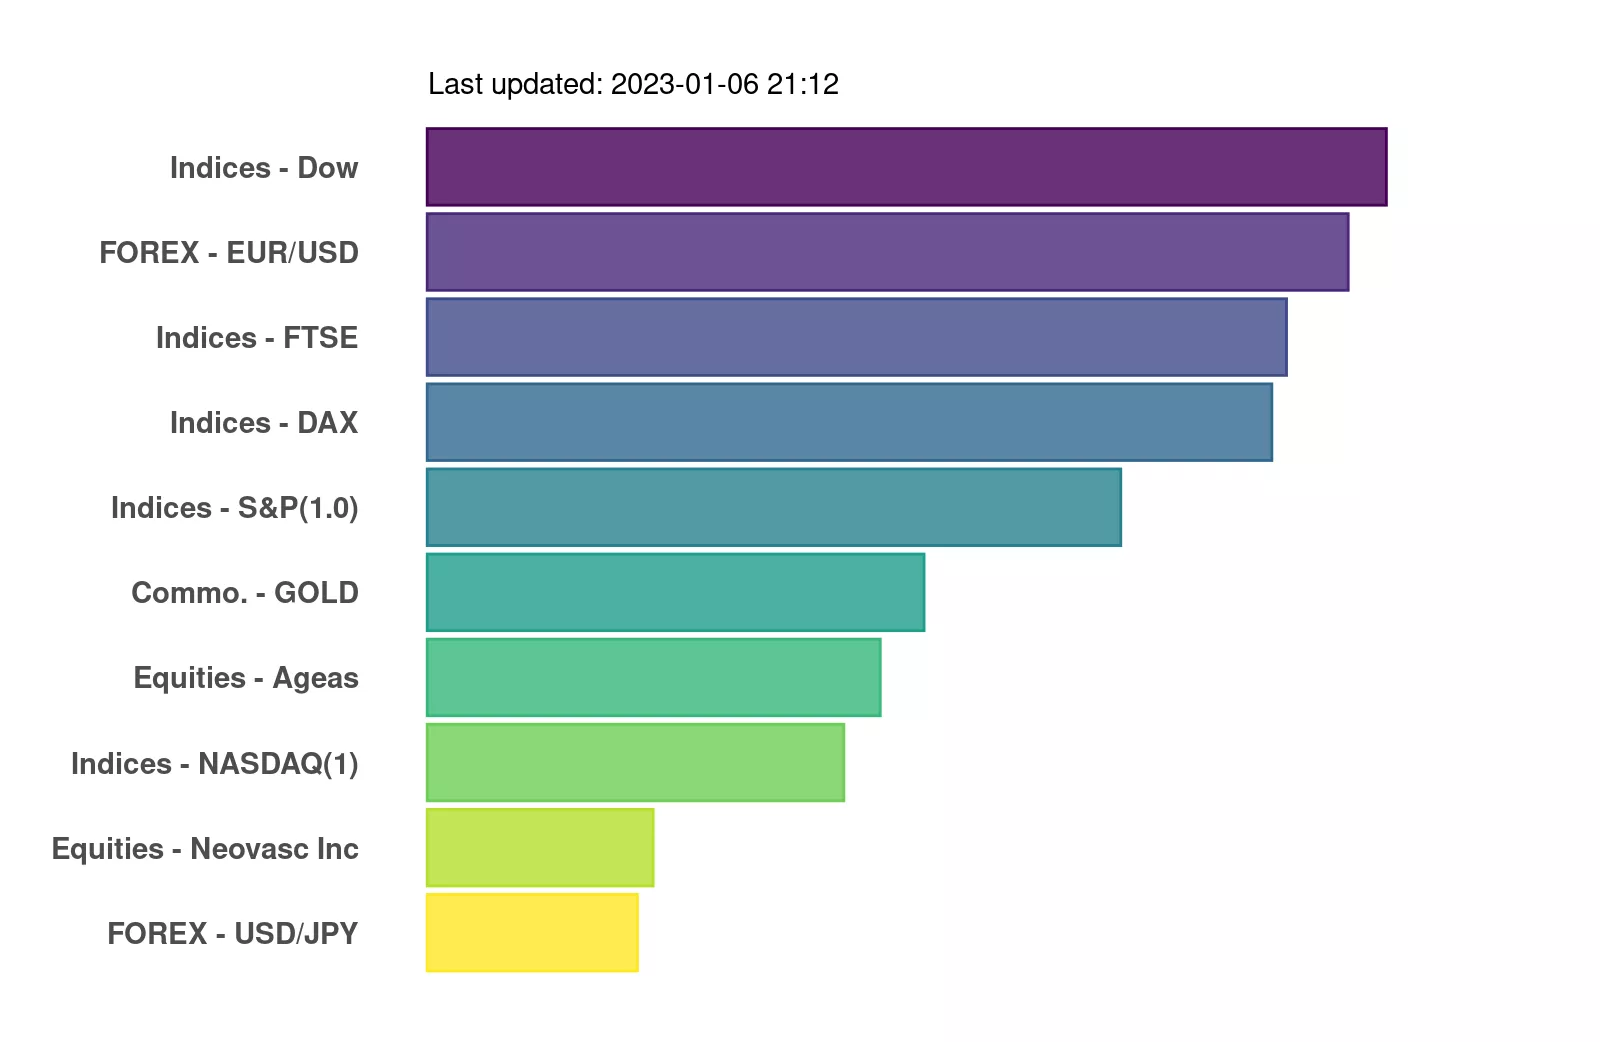 Last updated: 2023-01-06 21:12
Indices - Dow
FOREX - EUR/USD
Indices - FTSE
Indices - DAX
Indices - S&P(1.0)
Commo. - GOLD
Equities - Ageas
Indices - NASDAQ(1)
Equities - Neovasc Inc
FOREX - USD/JPY